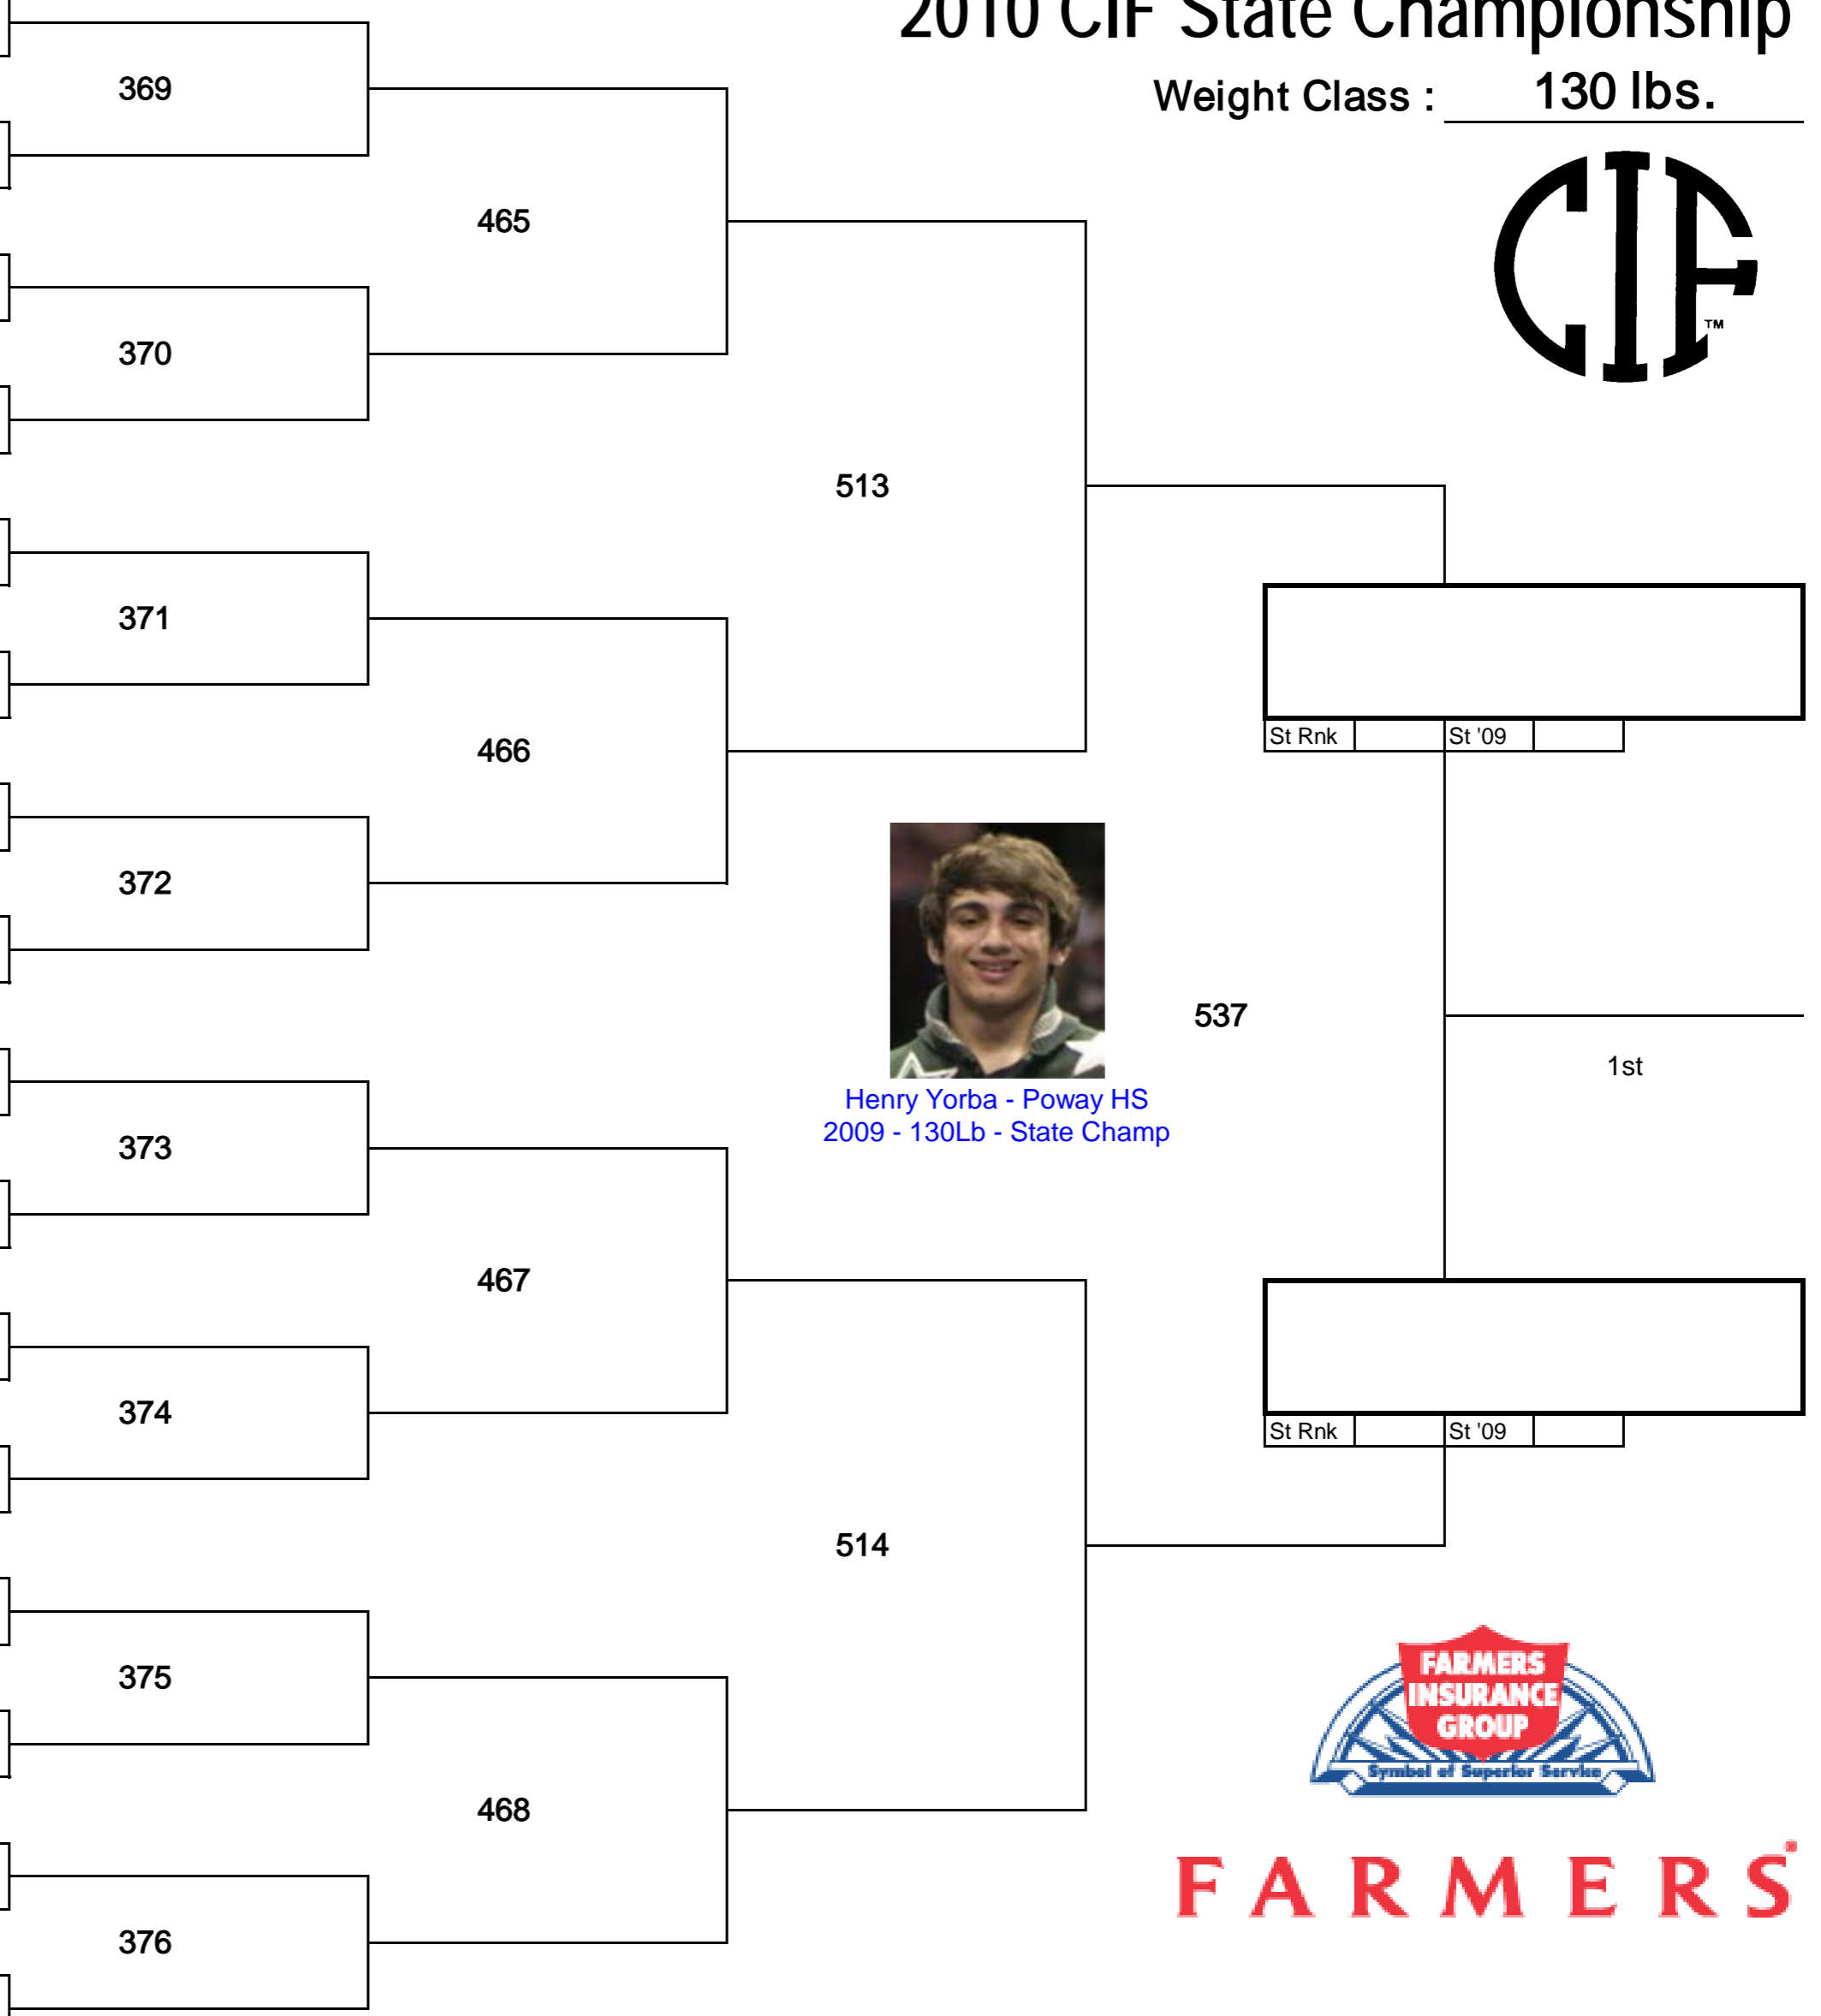 2010 CIF State Championship
Weight Class : 130 lbs.
CIF
TM
369
465
370
513
371
St Rnk St '09
466
372
537
1st
Henry Yorba - Poway HS
2009 - 130Lb - State Champ
373
467
374
St Rnk St '09
514
375
468
376
FARMERS
INSURANCE
GROUP
Symbol of Superior Service
FARMERS